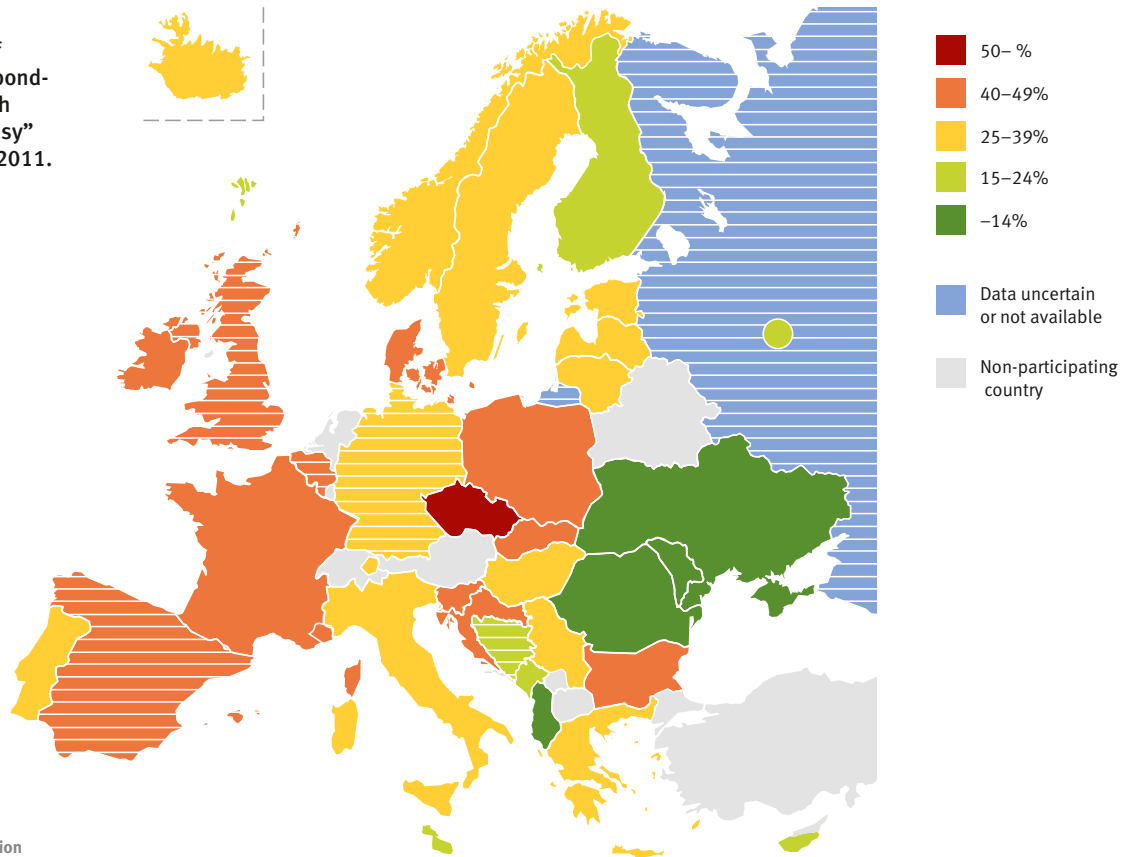 pond-
h
sy”
2011.
50– %
40–49%
25–39%
15–24%
–14%
Data uncertain
or not available
Non-participating
country
ion